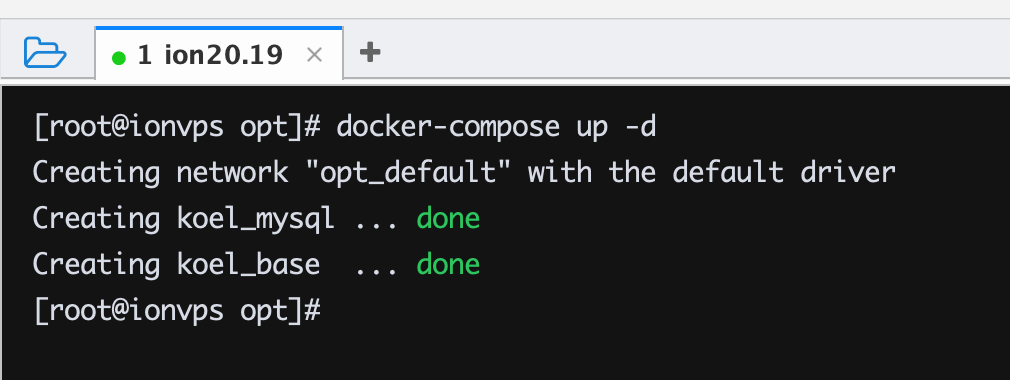 1 ion20.19 × +
[root@ionvps opt]# docker-compose up -d
Creating network "opt_default" with the default driver
Creating koel_mysql ... done
Creating koel_base  ... done
[root@ionvps opt]#